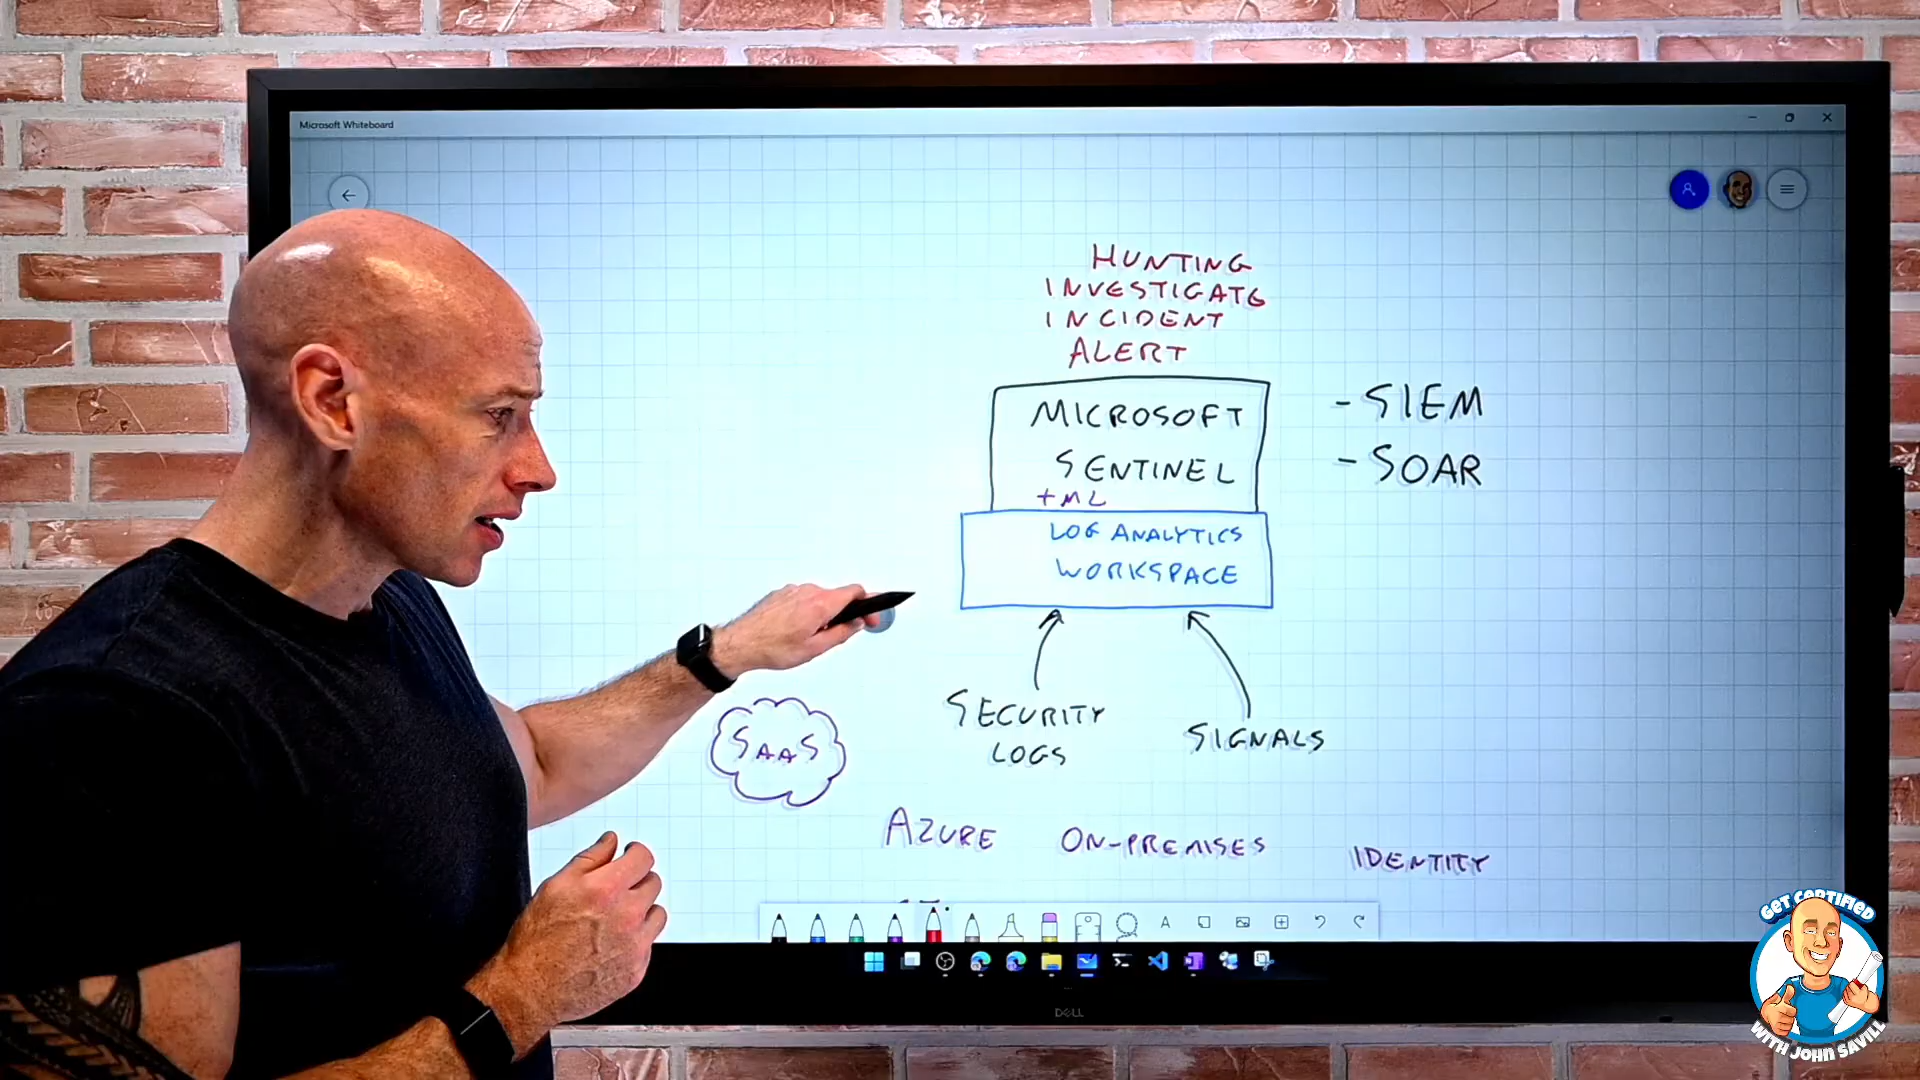 Microsoft Whiteboard
HUNTING
INVESTIGATE
INCIDENT
ALERT
MICROSOFT
SENTINEL
+ML
- SIEM
- SOAR
LOG ANALYTICS
WORKSPACE
SECURITY
LOGS
SIGNALS
SAAS
AZURE
ON-PREMISES
IDENTITY
A
DELL
GET CERTIFIED
WITH JOHN SAVILL